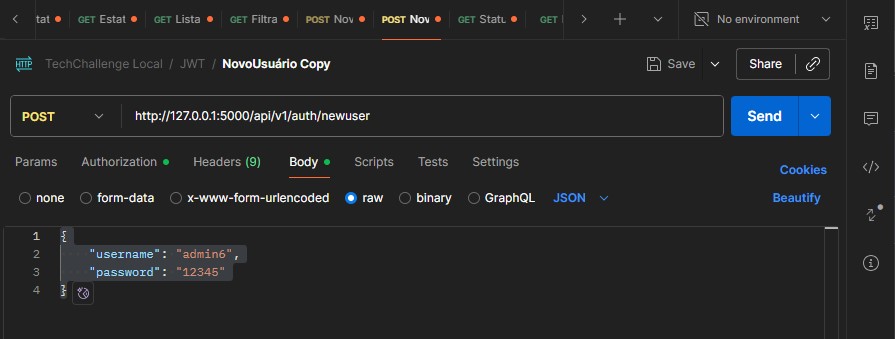 tat GET Estat GET Lista GET Filtra POST Nov POST Nov GET Statu GET No environment
HTTP TechChallenge Local / JWT / NovoUsuário Copy Save Share
POST http://127.0.0.1:5000/api/v1/auth/newuser Send
Params Authorization Headers (9) Body Scripts Tests Settings Cookies
none form-data x-www-form-urlencoded raw binary GraphQL JSON Beautify
1 {
2 "username": "admin6",
3 "password": "12345"
4 }